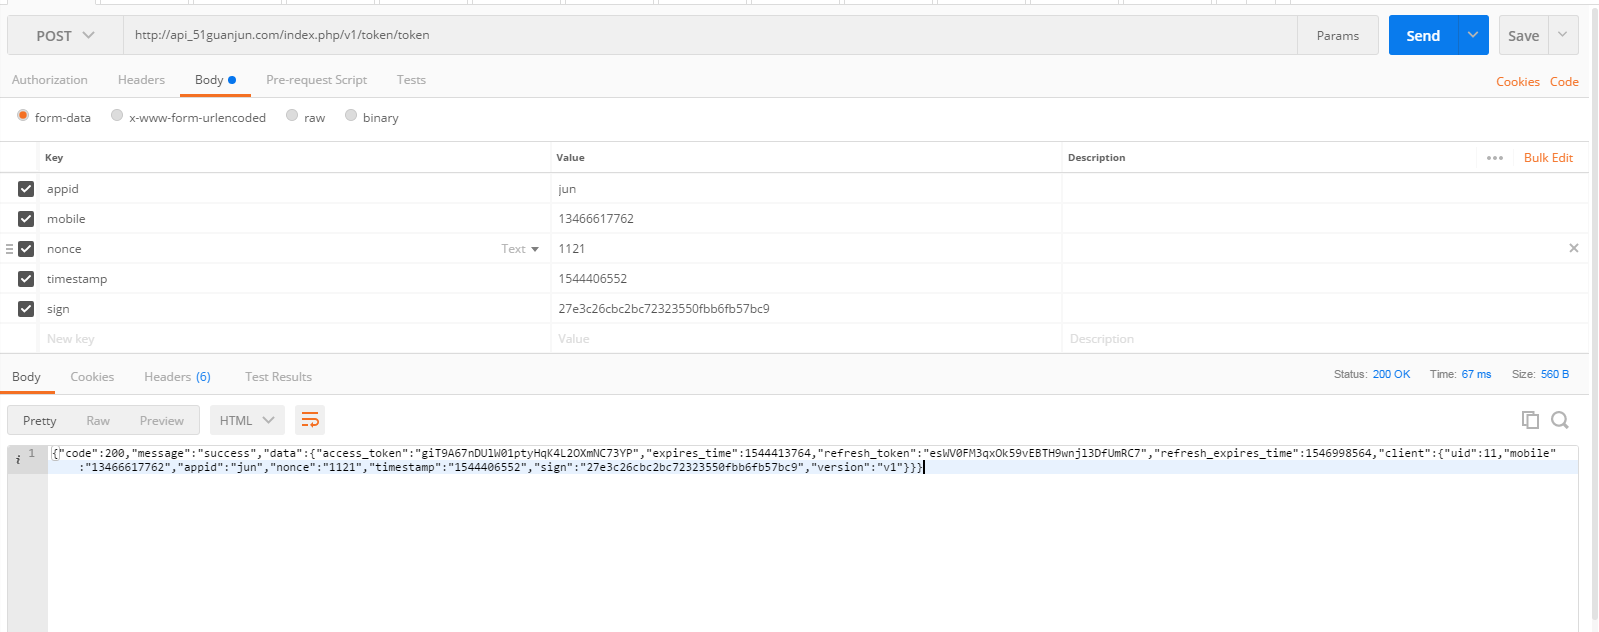 POST http://api_51guanjun.com/index.php/v1/token/token Params Send Save
Authorization Headers Body Pre-request Script Tests Cookies Code
form-data x-www-form-urlencoded raw binary
Key Value Description Bulk Edit
appid jun
mobile 13466617762
nonce Text 1121
timestamp 1544406552
sign 27e3c26cbc2bc72323550fbb6fb57bc9
New key Value Description
Body Cookies Headers (6) Test Results Status: 200 OK Time: 67 ms Size: 560 B
Pretty Raw Preview HTML
i 1 {"code":200,"message":"success","data":{"access_token":"giT9A67nDU1W01ptyHqK4L2OXmNC73YP","expires_time":1544413764,"refresh_token":"esWV0FM3qxOk59vEBTH9wnjl3DfUmRC7","refresh_expires_time":1546998564,"client":{"uid":11,"mobile"
:"13466617762","appid":"jun","nonce":"1121","timestamp":"1544406552","sign":"27e3c26cbc2bc72323550fbb6fb57bc9","version":"v1"}}}